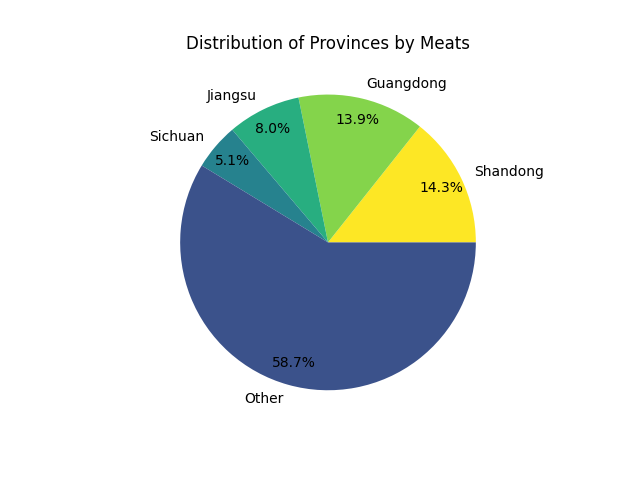 Distribution of Provinces by Meats
Guangdong
Jiangsu
13.9%
8.0%
Sichuan
5.1%
Shandong
14.3%
58.7%
Other